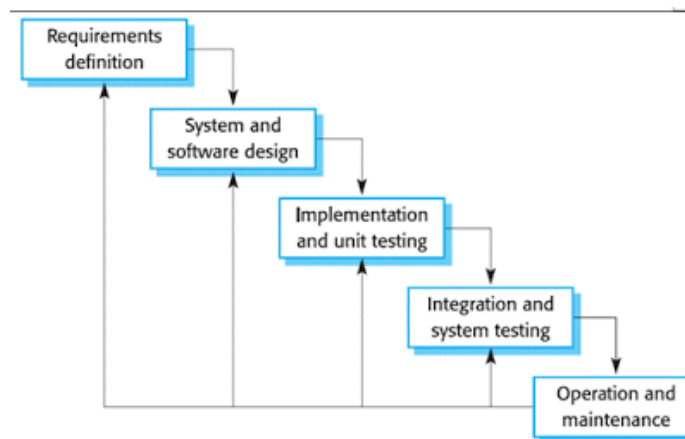 Requirements
definition
System and
software design
Implementation
and unit testing
Integration and
system testing
Operation and
maintenance